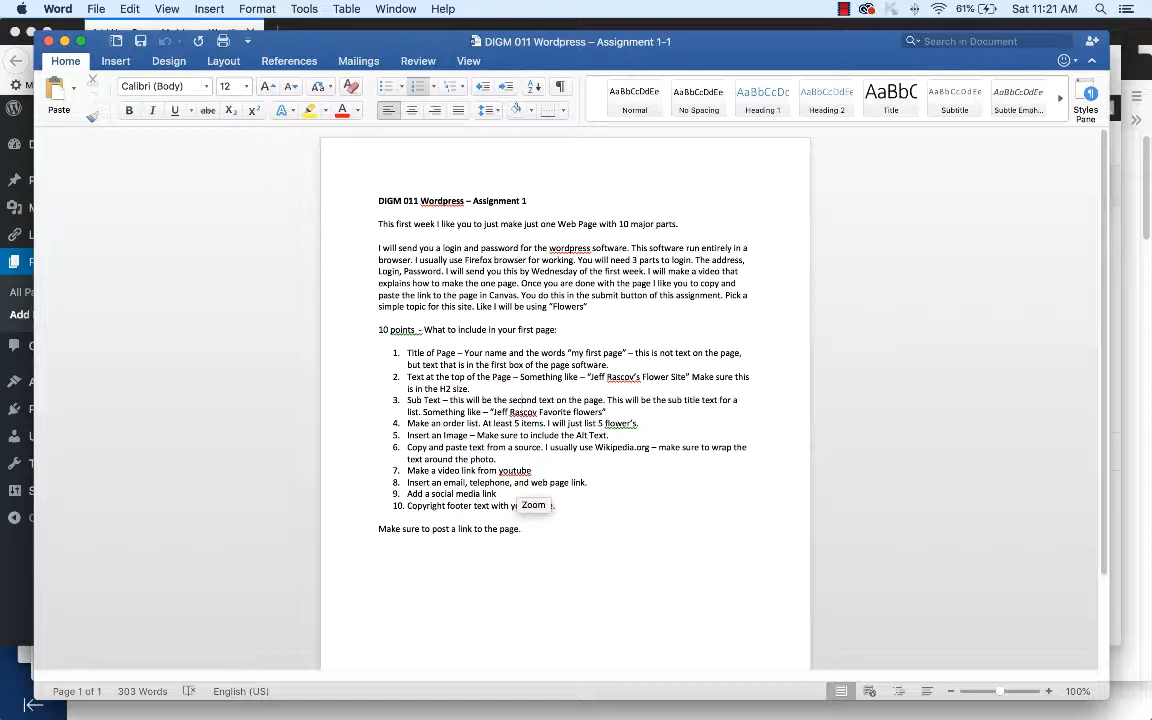 Word File Edit View Insert Format Tools Table Window Help 61% Sat 11:21 AM
DIGM 011 Wordpress – Assignment 1-1
Search in Document
Home Insert Design Layout References Mailings Review View
Paste
Calibri (Body) 12
B I U abc X₂ X² A A
AaBbCcDdEe AaBbCcDdEe AaBbCcDc AaBbCcDdEe AaBbC AaBbCcDdEe AaBbCcDdEe
Normal No Spacing Heading 1 Heading 2 Title Subtitle Subtle Emph...
Styles
Pane
DIGM 011 Wordpress – Assignment 1
This first week I like you to just make just one Web Page with 10 major parts.
I will send you a login and password for the wordpress software. This software run entirely in a
browser. I usually use Firefox browser for working. You will need 3 parts to login. The address,
Login, Password. I will send you this by Wednesday of the first week. I will make a video that
explains how to make the one page. Once you are done with the page I like you to copy and
paste the link to the page in Canvas. You do this in the submit button of this assignment. Pick a
simple topic for this site. Like I will be using “Flowers”
10 points - What to include in your first page:
1. Title of Page – Your name and the words “my first page” – this is not text on the page,
but text that is in the first box of the page software.
2. Text at the top of the Page – Something like – “Jeff Rascov’s Flower Site” Make sure this
is in the H2 size.
3. Sub Text – this will be the second text on the page. This will be the sub title text for a
list. Something like – “Jeff Rascov Favorite flowers”
4. Make an order list. At least 5 items. I will just list 5 flower’s.
5. Insert an Image – Make sure to include the Alt Text.
6. Copy and paste text from a source. I usually use Wikipedia.org – make sure to wrap the
text around the photo.
7. Make a video link from youtube
8. Insert an email, telephone, and web page link.
9. Add a social media link
10. Copyright footer text with
Zoom
Make sure to post a link to the page.
All
Add
Page 1 of 1 303 Words English (US) 100%